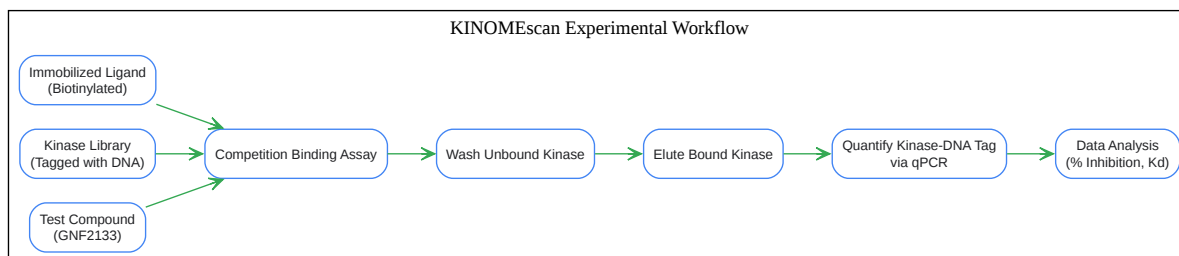 KINOMEscan Experimental Workflow
Immobilized Ligand
(Biotinylated)
Kinase Library
(Tagged with DNA)
Test Compound
(GNF2133)
Competition Binding Assay
Wash Unbound Kinase
Elute Bound Kinase
Quantify Kinase-DNA Tag
via qPCR
Data Analysis
(% Inhibition, Kd)